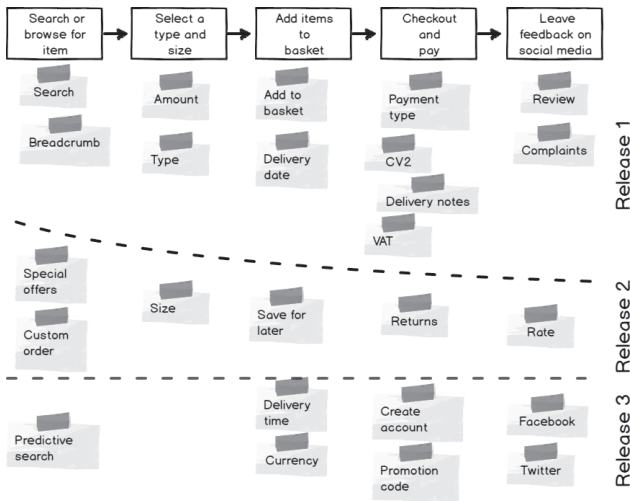 Search or
browse for
item
Select a
type and
size
Add items
to
basket
Checkout
and
pay
Leave
feedback on
social media
Search
Breadcrumb
Amount
Type
Add to
basket
Delivery
date
Payment
type
CV2
Delivery notes
VAT
Review
Complaints
Release 1
Special
offers
Custom
order
Size
Save for
later
Returns
Rate
Release 2
Predictive
search
Delivery
time
Currency
Create
account
Promotion
code
Facebook
Twitter
Release 3